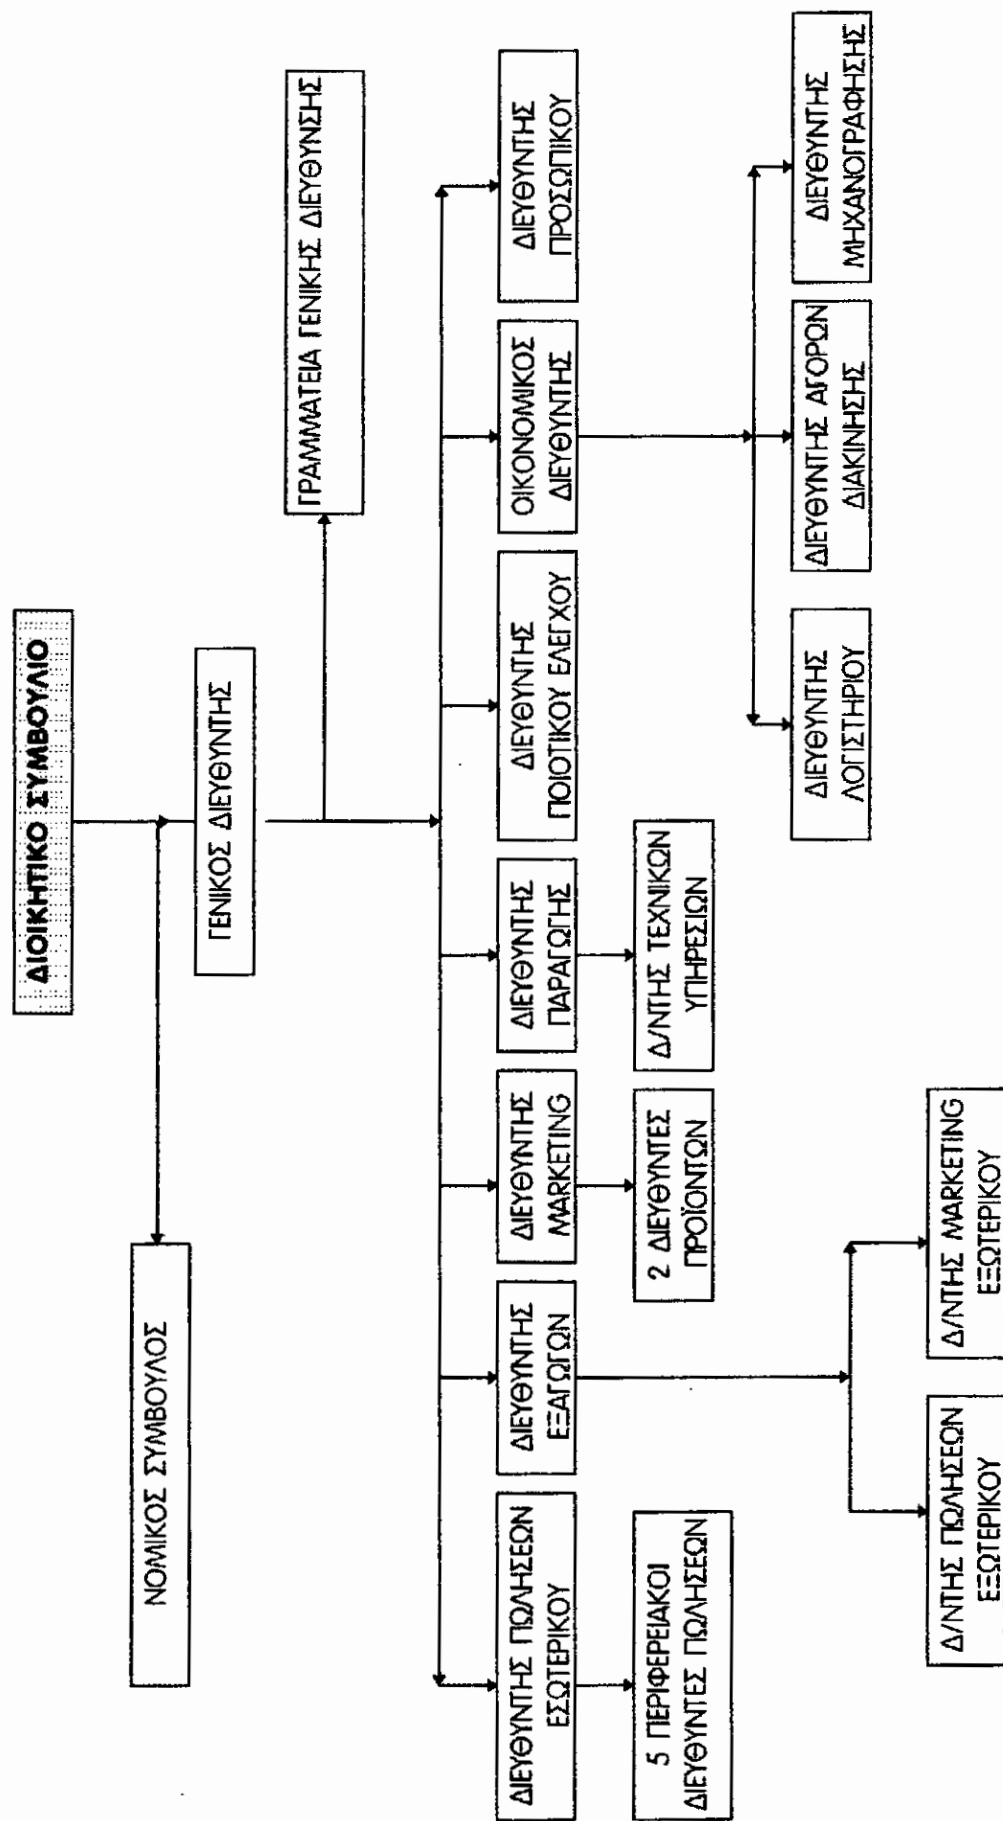 ΔΙΟΙΚΗΤΙΚΟ ΣΥΜΒΟΥΛΙΟ
ΝΟΜΙΚΟΣ ΣΥΜΒΟΥΛΟΣ
ΓΕΝΙΚΟΣ ΔΙΕΥΘΥΝΤΗΣ
ΓΡΑΜΜΑΤΕΙΑ ΓΕΝΙΚΗΣ ΔΙΕΥΘΥΝΣΗΣ
ΔΙΕΥΘΥΝΤΗΣ ΠΩΛΗΣΕΩΝ
ΕΣΩΤΕΡΙΚΟΥ
ΔΙΕΥΘΥΝΤΗΣ
ΕΞΑΓΩΓΩΝ
ΔΙΕΥΘΥΝΤΗΣ
MARKETING
ΔΙΕΥΘΥΝΤΗΣ
ΠΑΡΑΓΩΓΗΣ
ΔΙΕΥΘΥΝΤΗΣ
ΠΟΙΟΤΙΚΟΥ ΕΛΕΓΧΟΥ
ΟΙΚΟΝΟΜΙΚΟΣ
ΔΙΕΥΘΥΝΤΗΣ
ΔΙΕΥΘΥΝΤΗΣ
ΠΡΟΣΩΠΙΚΟΥ
5 ΠΕΡΙΦΕΡΕΙΑΚΟΙ
ΔΙΕΥΘΥΝΤΕΣ ΠΩΛΗΣΕΩΝ
2 ΔΙΕΥΘΥΝΤΕΣ
ΠΡΟΪΟΝΤΩΝ
Δ/ΝΤΗΣ ΤΕΧΝΙΚΩΝ
ΥΠΗΡΕΣΙΩΝ
ΔΙΕΥΘΥΝΤΗΣ
ΛΟΓΙΣΤΗΡΙΟΥ
ΔΙΕΥΘΥΝΤΗΣ ΑΓΟΡΩΝ
ΔΙΑΚΙΝΗΣΗΣ
ΔΙΕΥΘΥΝΤΗΣ
ΜΗΧΑΝΟΓΡΑΦΗΣΗΣ
Δ/ΝΤΗΣ ΠΩΛΗΣΕΩΝ
ΕΞΩΤΕΡΙΚΟΥ
Δ/ΝΤΗΣ MARKETING
ΕΞΩΤΕΡΙΚΟΥ